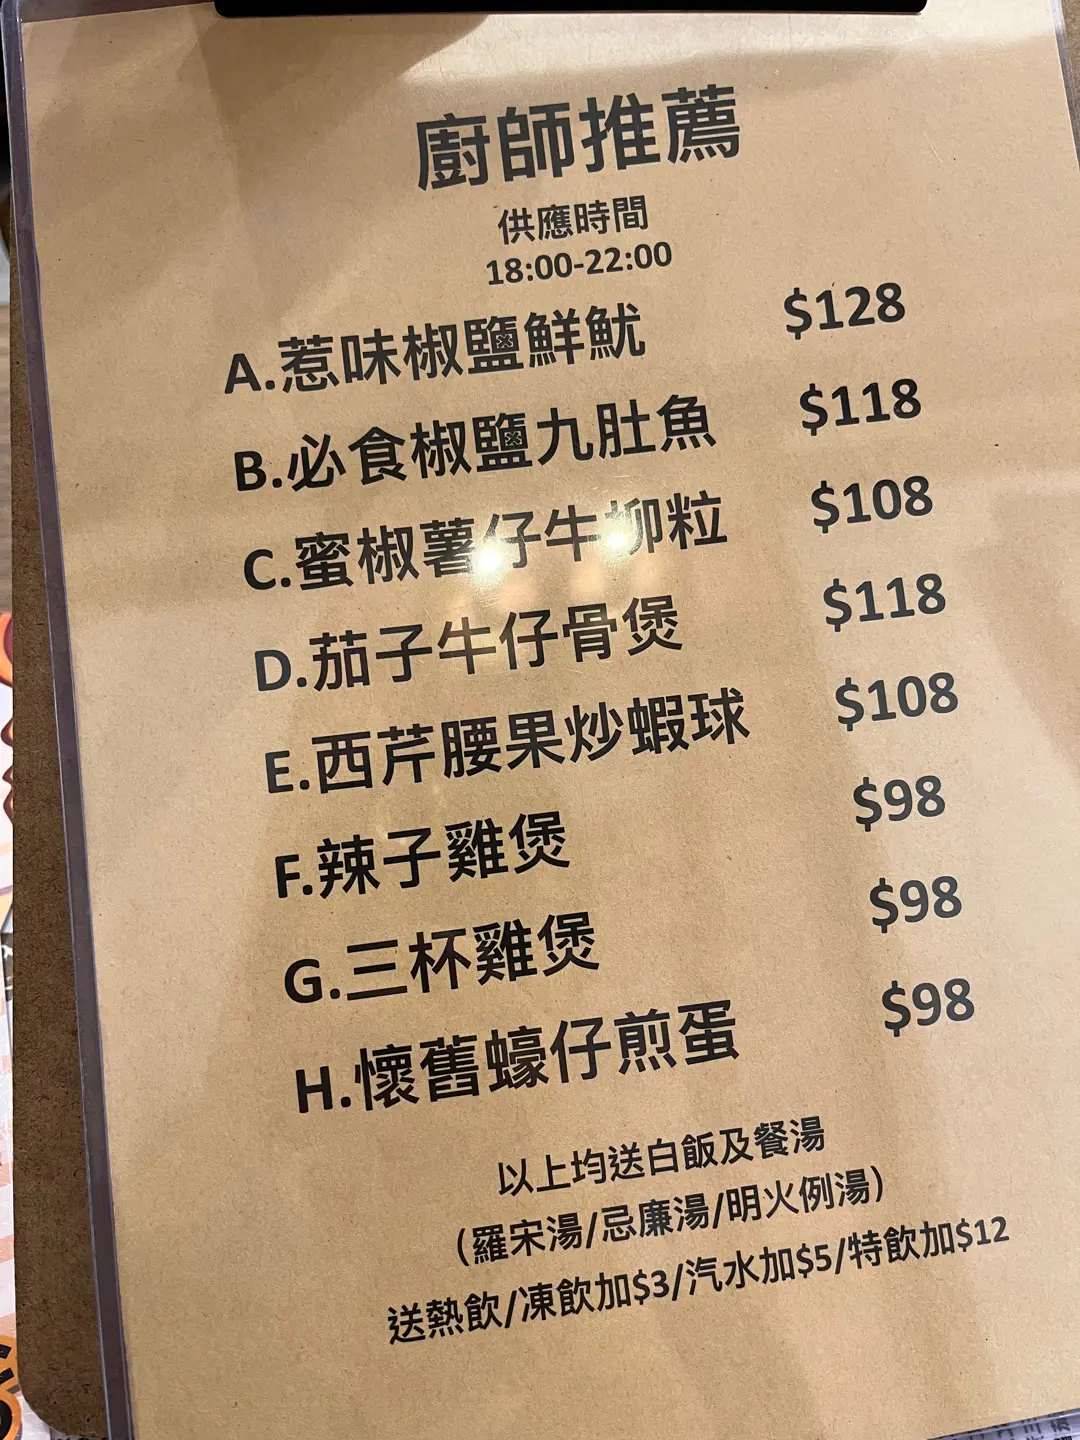 廚師推薦
供應時間
18:00-22:00
A.惹味椒鹽鮮魷 $128
B.必食椒鹽九肚魚 $118
C.蜜椒薯仔牛柳粒 $108
D.茄子牛仔骨煲 $118
E.西芹腰果炒蝦球 $108
F.辣子雞煲 $98
G.三杯雞煲 $98
H.懷舊蠔仔煎蛋 $98
以上均送白飯及餐湯
(羅宋湯/忌廉湯/明火例湯)
送熱飲/凍飲加$3/汽水加$5/特飲加$12